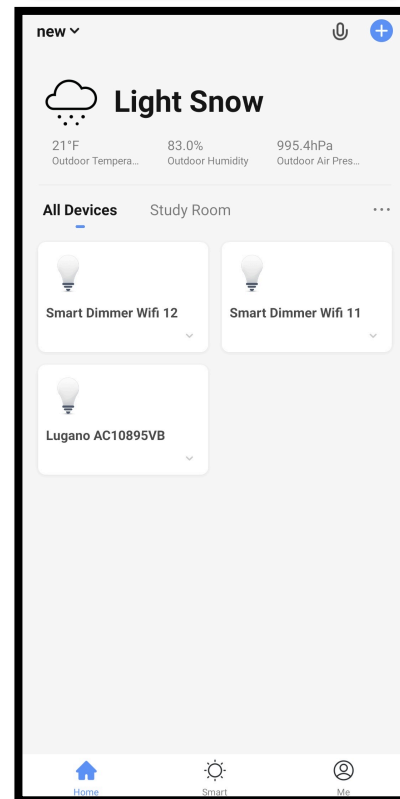 new
Light Snow
21°F 83.0% 995.4hPa
Outdoor Tempera... Outdoor Humidity Outdoor Air Pres...
All Devices Study Room
Smart Dimmer Wifi 12 Smart Dimmer Wifi 11
Lugano AC10895VB
Home Smart Me